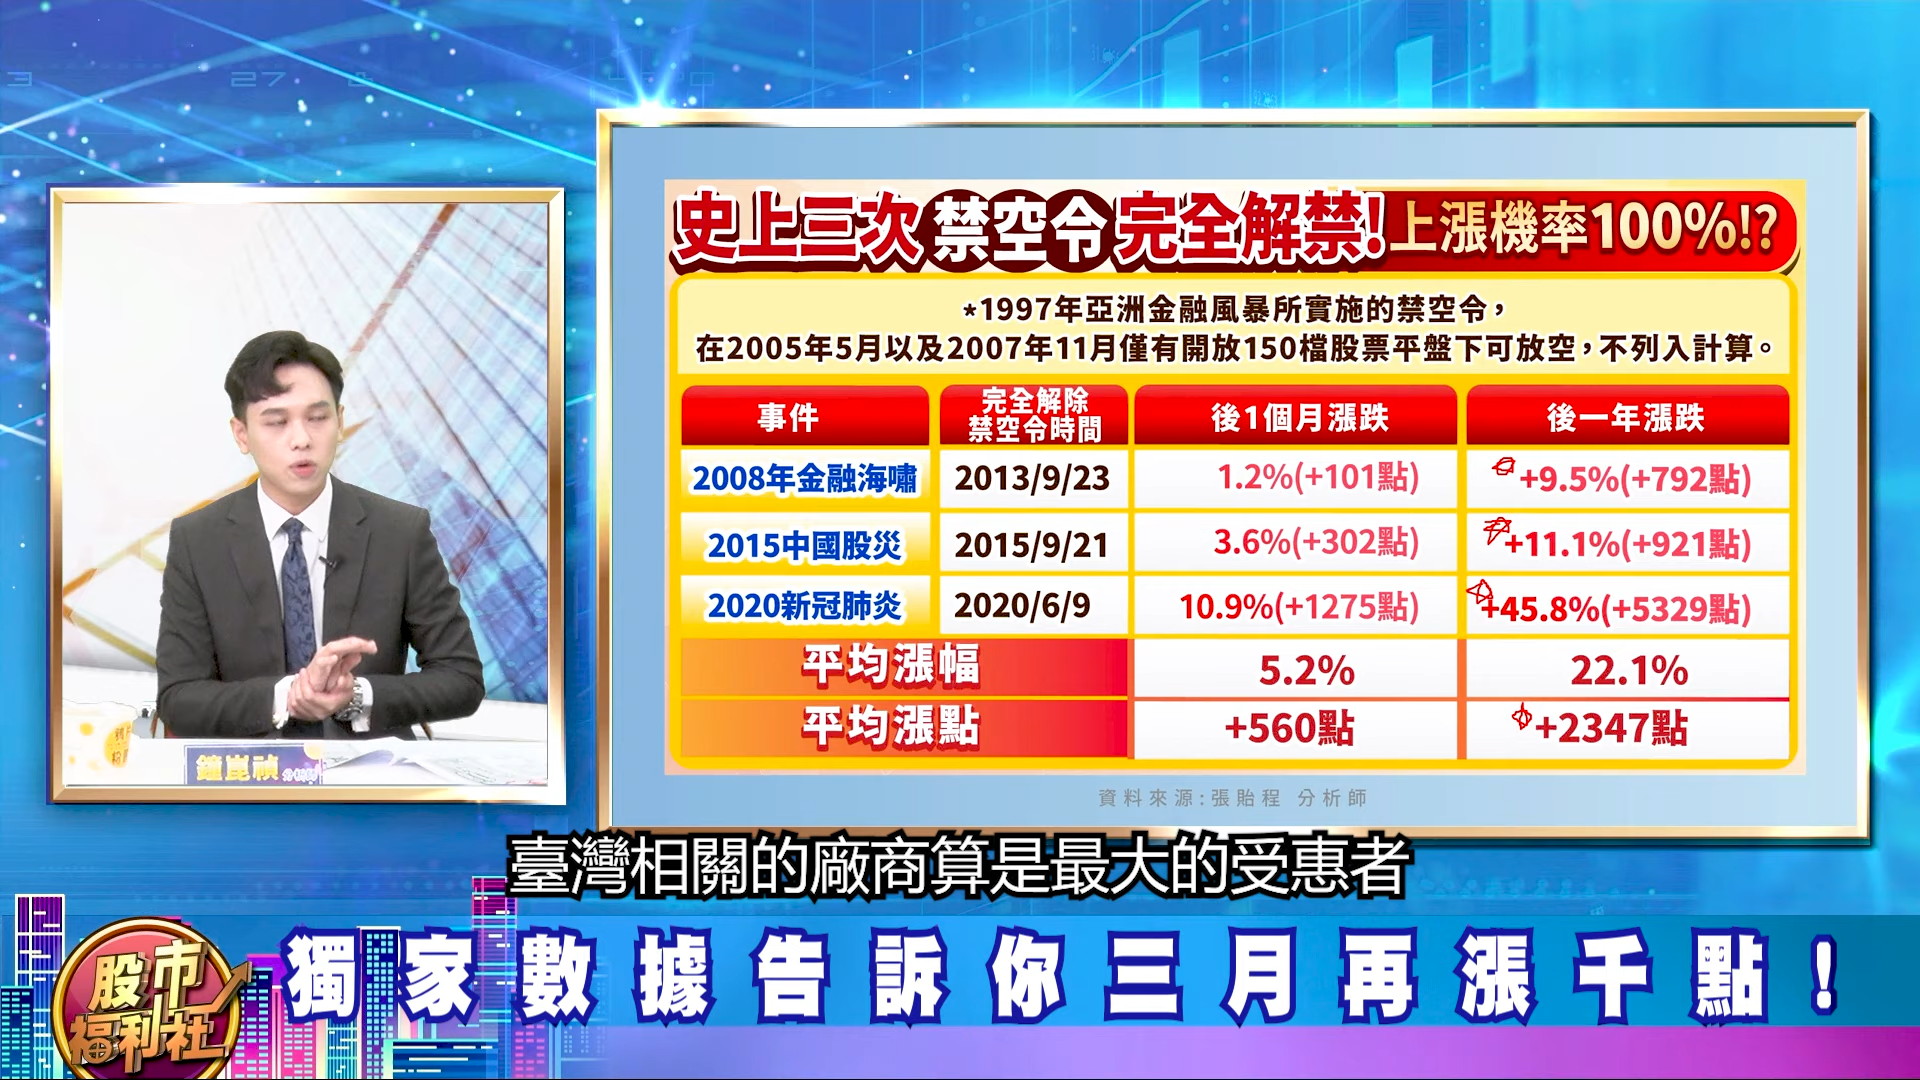 史上三次禁空令完全解禁!上漲機率100%!?
*1997年亞洲金融風暴所實施的禁空令,
在2005年5月以及2007年11月僅有開放150檔股票平盤下可放空,不列入計算。
事件 完全解除禁空令時間 後1個月漲跌 後一年漲跌
2008年金融海嘯 2013/9/23 1.2%(+101點) +9.5%(+792點)
2015中國股災 2015/9/21 3.6%(+302點) +11.1%(+921點)
2020新冠肺炎 2020/6/9 10.9%(+1275點) +45.8%(+5329點)
平均漲幅 5.2% 22.1%
平均漲點 +560點 +2347點
資料來源:張貽程 分析師
鐘崑禎 分析師
臺灣相關的廠商算是最大的受惠者
獨家數據告訴你三月再漲千點!
股市
福利社